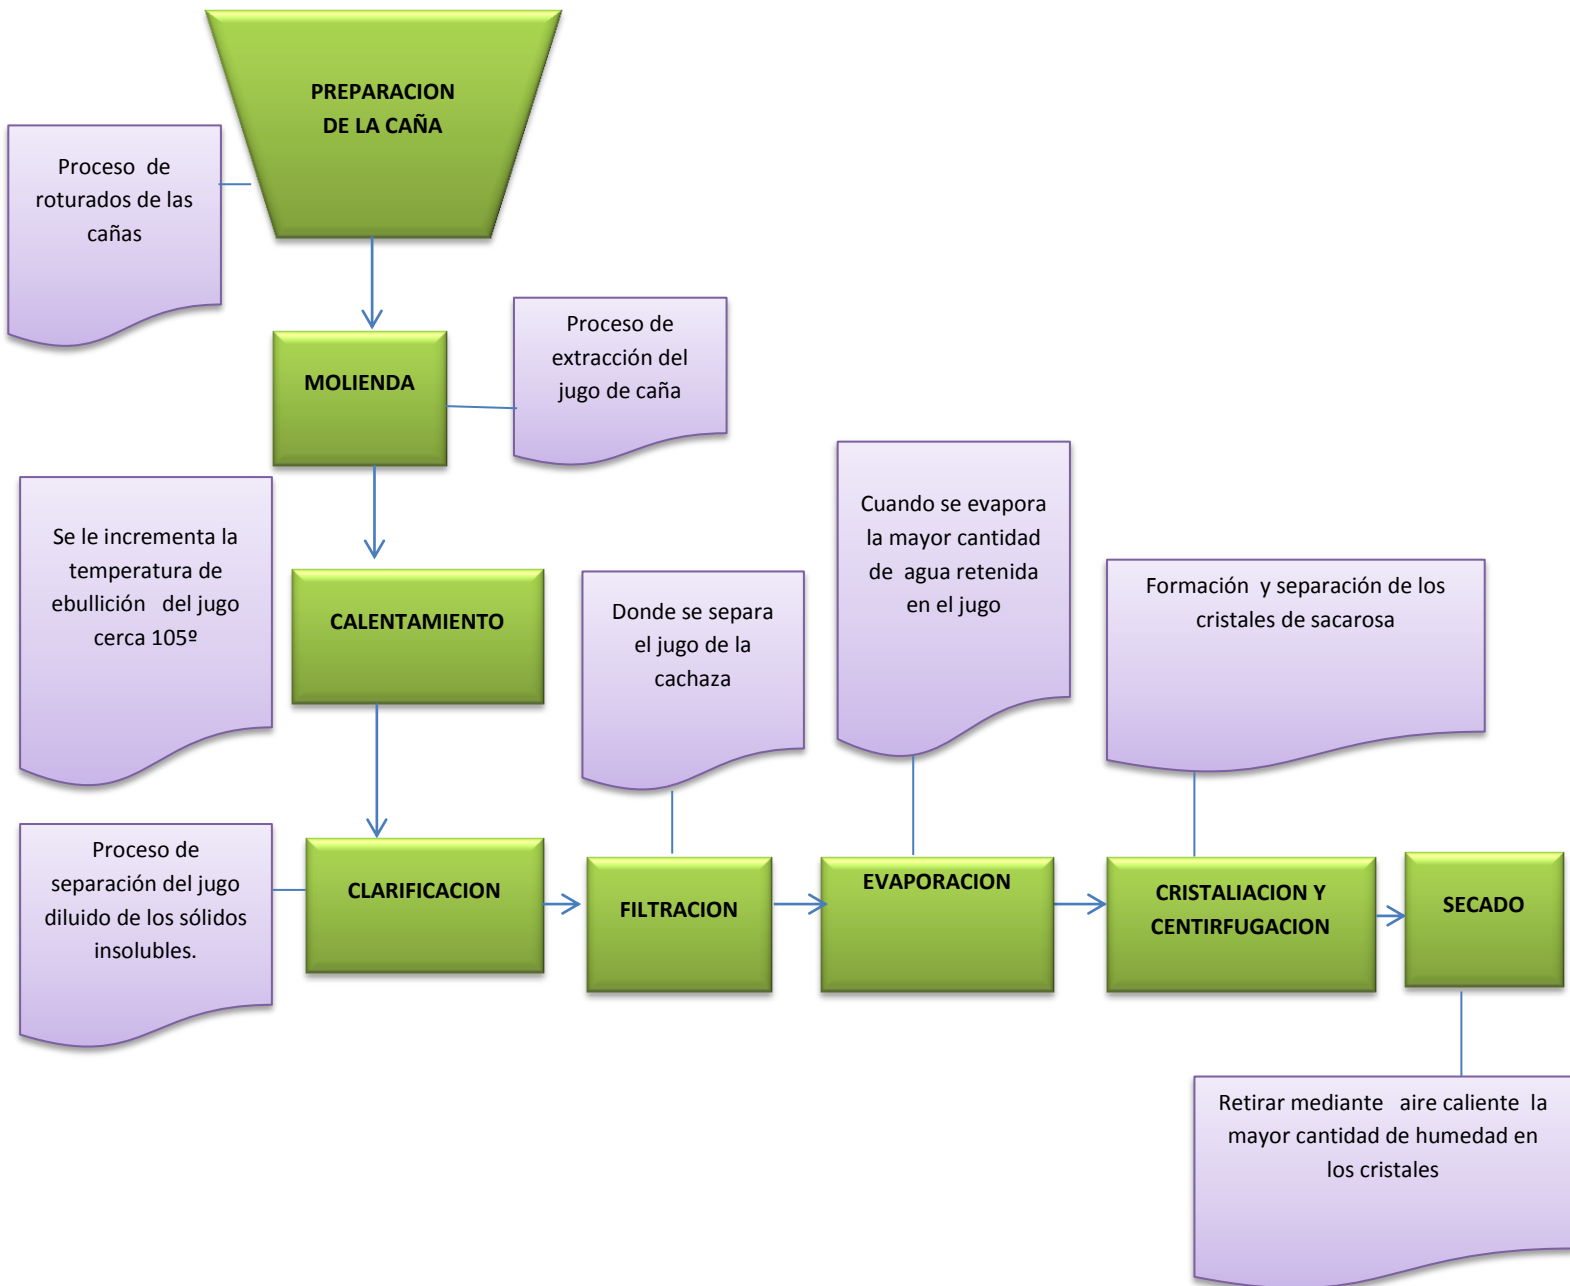 PREPARACION
DE LA CAÑA
Proceso de
roturados de las
cañas
MOLIENDA
Proceso de
extracción del
jugo de caña
Se le incrementa la
temperatura de
ebullición del jugo
cerca 105º
CALENTAMIENTO
Proceso de
separación del jugo
diluido de los sólidos
insolubles.
CLARIFICACION
Donde se separa
el jugo de la
cachaza
FILTRACION
Cuando se evapora
la mayor cantidad
de agua retenida
en el jugo
EVAPORACION
Formación y separación de los
cristales de sacarosa
CRISTALIACION Y
CENTIRFUGACION
SECADO
Retirar mediante aire caliente la
mayor cantidad de humedad en
los cristales